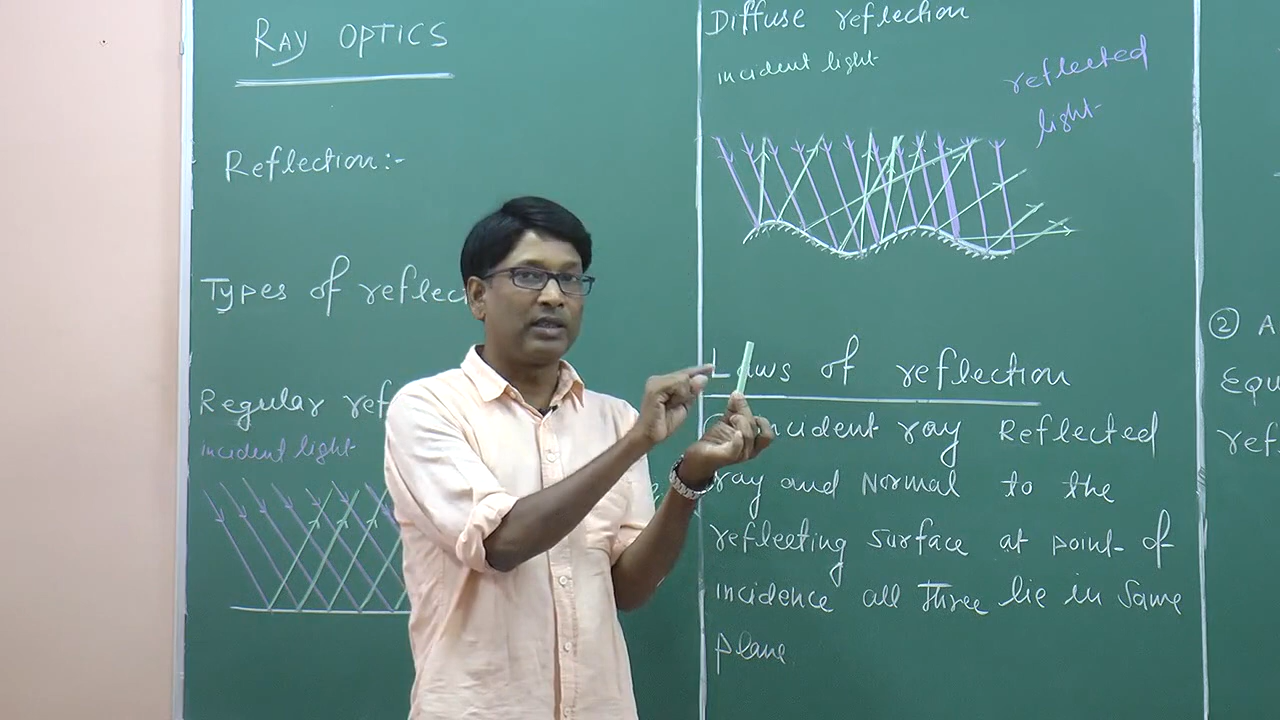 RAY OPTICS
Reflection:-
Types of reflec
Regular ref
incident light
Diffuse reflection
incident light
reflected
light
Laws of reflection
incident ray Reflected
ray and Normal to the
reflecting surface at point of
incidence all three lie in same
plane
② A
Equ
ref